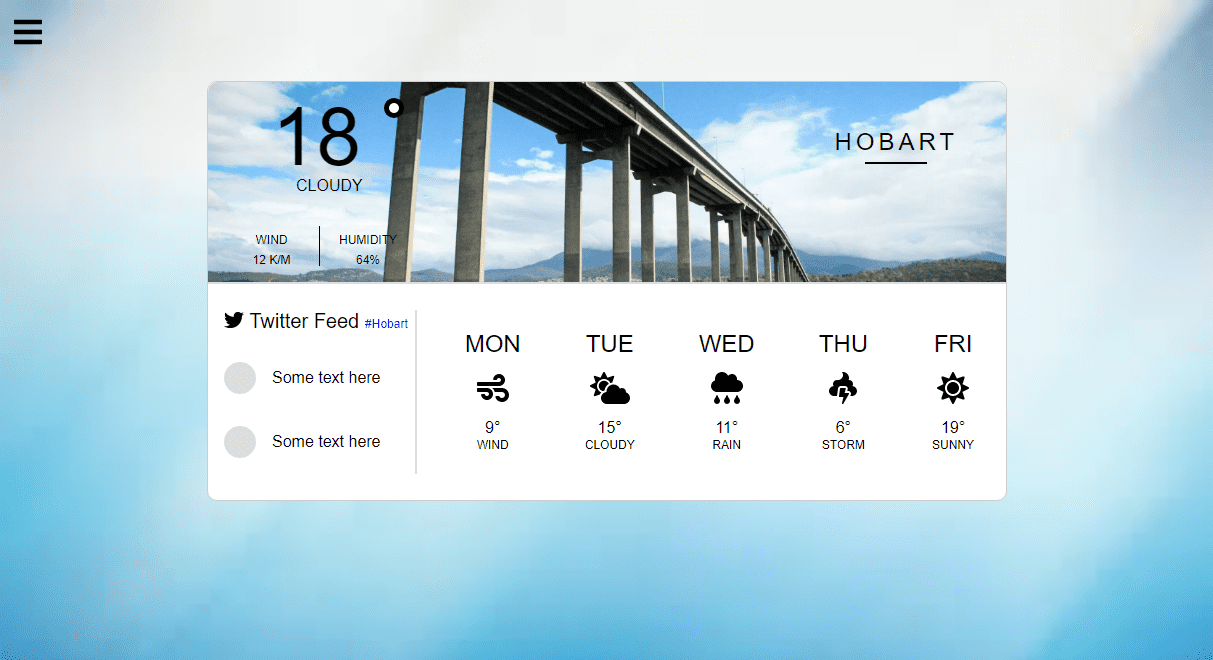 18 °
CLOUDY
HOBART
WIND HUMIDITY
12 K/M 64%
Twitter Feed #Hobart
Some text here
Some text here
MON TUE WED THU FRI
9° 15° 11° 6° 19°
WIND CLOUDY RAIN STORM SUNNY